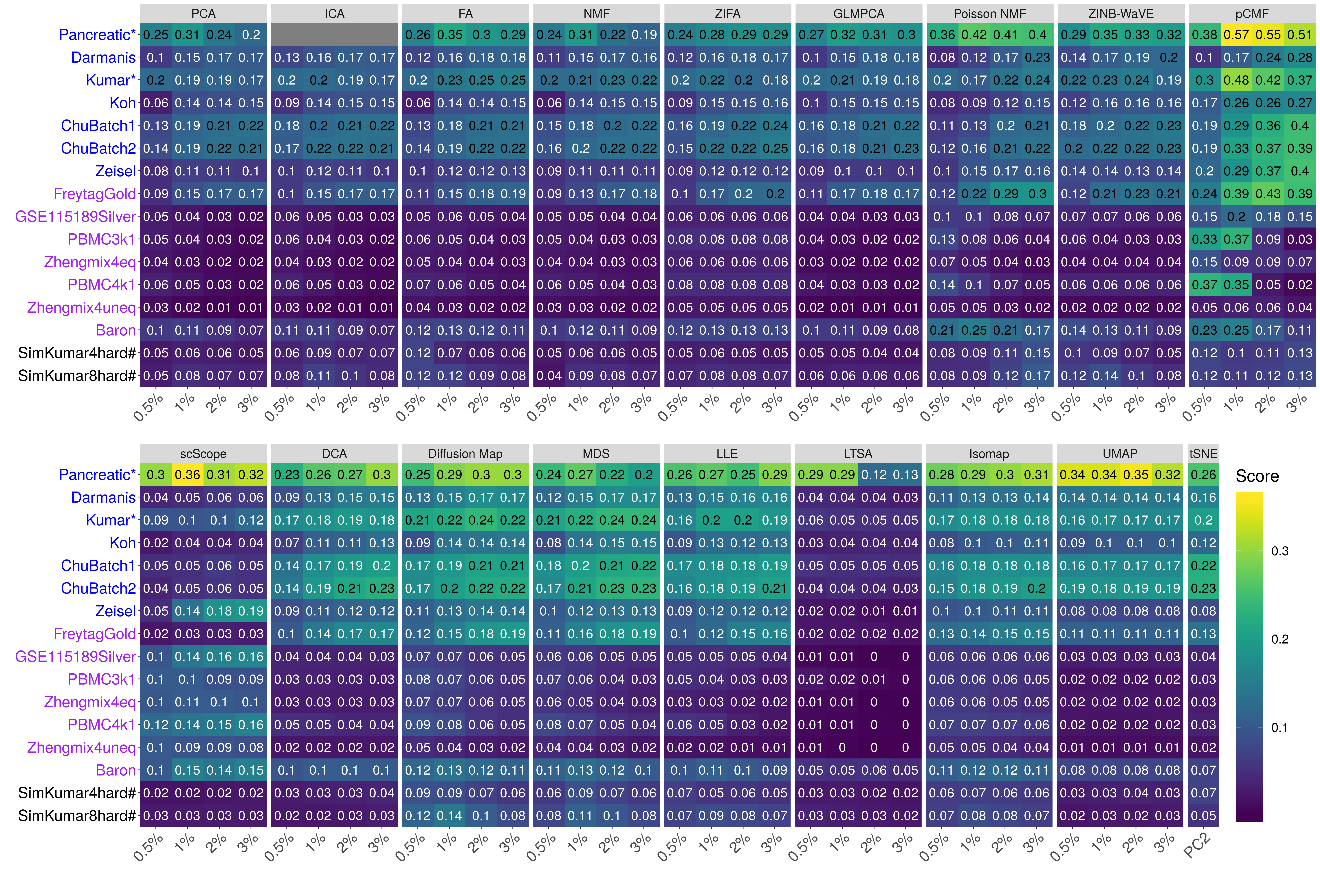 PCA ICA FA NMF ZIFA GLMPCA Poisson NMF ZINB-WaVE pCMF
Pancreatic* 0.25 0.31 0.24 0.2 0.26 0.35 0.3 0.29 0.24 0.31 0.22 0.19 0.24 0.28 0.29 0.29 0.27 0.32 0.31 0.3 0.36 0.42 0.41 0.4 0.29 0.35 0.33 0.32 0.38 0.57 0.55 0.51
Darmanis 0.1 0.15 0.17 0.17 0.13 0.16 0.17 0.17 0.12 0.16 0.18 0.18 0.13 0.15 0.16 0.17 0.12 0.16 0.18 0.17 0.1 0.15 0.18 0.18 0.08 0.12 0.17 0.23 0.14 0.17 0.19 0.2 0.1 0.17 0.24 0.28
Kumar* 0.2 0.19 0.19 0.17 0.2 0.2 0.19 0.17 0.2 0.23 0.25 0.25 0.2 0.21 0.23 0.22 0.2 0.22 0.2 0.18 0.2 0.21 0.19 0.18 0.2 0.17 0.22 0.24 0.22 0.23 0.24 0.19 0.3 0.48 0.43 0.37
Koh 0.06 0.14 0.14 0.15 0.09 0.14 0.15 0.15 0.06 0.14 0.14 0.15 0.06 0.14 0.14 0.15 0.09 0.15 0.15 0.16 0.1 0.15 0.15 0.15 0.08 0.09 0.12 0.15 0.12 0.16 0.16 0.16 0.17 0.26 0.26 0.27
ChuBatch1 0.13 0.19 0.21 0.22 0.18 0.2 0.21 0.22 0.13 0.18 0.21 0.21 0.15 0.18 0.2 0.22 0.16 0.19 0.22 0.24 0.16 0.18 0.21 0.22 0.11 0.13 0.2 0.21 0.18 0.2 0.22 0.23 0.19 0.29 0.36 0.4
ChuBatch2 0.14 0.19 0.22 0.21 0.17 0.22 0.22 0.21 0.14 0.19 0.22 0.22 0.16 0.2 0.22 0.22 0.15 0.22 0.22 0.25 0.16 0.18 0.21 0.23 0.12 0.16 0.21 0.22 0.2 0.22 0.22 0.23 0.19 0.33 0.37 0.39
Zeisel 0.08 0.11 0.11 0.1 0.1 0.12 0.11 0.1 0.1 0.12 0.12 0.13 0.09 0.11 0.11 0.11 0.09 0.12 0.11 0.11 0.09 0.1 0.1 0.11 0.12 0.15 0.17 0.16 0.12 0.14 0.13 0.14 0.2 0.29 0.37 0.4
FreytagGold 0.09 0.15 0.17 0.17 0.1 0.15 0.17 0.17 0.11 0.15 0.18 0.19 0.09 0.13 0.17 0.18 0.1 0.17 0.2 0.2 0.11 0.17 0.18 0.17 0.12 0.22 0.29 0.3 0.12 0.21 0.23 0.21 0.24 0.39 0.43 0.39
GSE115189Silver 0.05 0.04 0.03 0.02 0.06 0.05 0.03 0.03 0.05 0.06 0.05 0.04 0.05 0.05 0.04 0.04 0.06 0.06 0.06 0.06 0.04 0.04 0.03 0.03 0.1 0.1 0.08 0.07 0.07 0.07 0.06 0.06 0.15 0.2 0.18 0.15
PBMC3k1 0.05 0.04 0.03 0.02 0.06 0.04 0.03 0.02 0.06 0.05 0.04 0.03 0.05 0.04 0.03 0.03 0.08 0.08 0.08 0.08 0.04 0.03 0.02 0.02 0.13 0.08 0.06 0.04 0.05 0.04 0.03 0.03 0.33 0.37 0.09 0.03
Zhengmix4eq 0.04 0.03 0.02 0.02 0.05 0.03 0.02 0.02 0.05 0.04 0.04 0.03 0.04 0.03 0.03 0.03 0.06 0.06 0.06 0.06 0.03 0.03 0.02 0.02 0.07 0.05 0.04 0.03 0.04 0.03 0.03 0.02 0.15 0.09 0.09 0.07
PBMC4k1 0.06 0.05 0.03 0.02 0.06 0.05 0.03 0.02 0.07 0.06 0.05 0.04 0.05 0.04 0.03 0.03 0.08 0.08 0.08 0.08 0.04 0.03 0.03 0.02 0.14 0.1 0.07 0.05 0.06 0.04 0.03 0.03 0.37 0.35 0.05 0.02
Zhengmix4uneq 0.03 0.02 0.01 0.01 0.03 0.02 0.01 0.01 0.04 0.03 0.02 0.02 0.03 0.02 0.02 0.02 0.05 0.05 0.05 0.05 0.02 0.01 0.01 0.01 0.05 0.05 0.03 0.02 0.02 0.02 0.02 0.02 0.05 0.06 0.06 0.04
Baron 0.1 0.11 0.09 0.07 0.11 0.11 0.09 0.07 0.12 0.13 0.12 0.11 0.1 0.12 0.11 0.09 0.12 0.13 0.13 0.13 0.1 0.11 0.09 0.08 0.21 0.25 0.21 0.17 0.14 0.13 0.11 0.09 0.23 0.25 0.17 0.11
SimKumar4hard# 0.05 0.06 0.06 0.05 0.06 0.09 0.07 0.07 0.12 0.07 0.06 0.06 0.05 0.06 0.06 0.05 0.05 0.06 0.05 0.05 0.05 0.05 0.04 0.04 0.08 0.09 0.11 0.15 0.1 0.09 0.07 0.05 0.12 0.1 0.11 0.13
SimKumar8hard# 0.05 0.08 0.07 0.07 0.08 0.11 0.1 0.08 0.12 0.12 0.09 0.08 0.04 0.09 0.08 0.08 0.07 0.08 0.07 0.07 0.06 0.06 0.06 0.06 0.08 0.09 0.12 0.17 0.12 0.14 0.1 0.08 0.12 0.11 0.12 0.13
0.5% 1% 2% 3% 0.5% 1% 2% 3% 0.5% 1% 2% 3% 0.5% 1% 2% 3% 0.5% 1% 2% 3% 0.5% 1% 2% 3% 0.5% 1% 2% 3% 0.5% 1% 2% 3% 0.5% 1% 2% 3%
scScope DCA Diffusion Map MDS LLE LTSA Isomap UMAP tSNE
Pancreatic* 0.3 0.36 0.31 0.32 0.23 0.26 0.27 0.3 0.25 0.29 0.3 0.3 0.24 0.27 0.22 0.2 0.26 0.27 0.25 0.29 0.29 0.29 0.12 0.13 0.28 0.29 0.3 0.31 0.34 0.34 0.35 0.32 0.26
Darmanis 0.04 0.05 0.06 0.06 0.09 0.13 0.15 0.15 0.13 0.15 0.17 0.17 0.12 0.15 0.17 0.17 0.13 0.15 0.16 0.16 0.04 0.04 0.04 0.03 0.11 0.13 0.13 0.14 0.14 0.14 0.14 0.14 0.16
Kumar* 0.09 0.1 0.1 0.12 0.17 0.18 0.19 0.18 0.21 0.22 0.24 0.22 0.21 0.22 0.24 0.24 0.16 0.2 0.2 0.19 0.06 0.05 0.05 0.05 0.17 0.18 0.18 0.18 0.16 0.17 0.17 0.17 0.2
Koh 0.02 0.04 0.04 0.04 0.07 0.11 0.11 0.13 0.09 0.14 0.14 0.14 0.08 0.14 0.15 0.15 0.09 0.13 0.12 0.13 0.03 0.04 0.04 0.04 0.08 0.1 0.1 0.11 0.09 0.1 0.1 0.1 0.12
ChuBatch1 0.05 0.05 0.06 0.05 0.14 0.17 0.19 0.2 0.17 0.19 0.21 0.21 0.18 0.2 0.21 0.22 0.17 0.18 0.18 0.19 0.05 0.04 0.04 0.04 0.17 0.18 0.19 0.19 0.17 0.19 0.18 0.19 0.22
ChuBatch2 0.04 0.05 0.05 0.06 0.14 0.19 0.21 0.23 0.17 0.2 0.22 0.22 0.17 0.21 0.23 0.23 0.17 0.18 0.19 0.21 0.06 0.04 0.04 0.04 0.15 0.18 0.19 0.2 0.19 0.18 0.19 0.19 0.23
Zeisel 0.05 0.14 0.18 0.19 0.09 0.11 0.12 0.12 0.11 0.13 0.14 0.14 0.1 0.12 0.13 0.13 0.09 0.12 0.12 0.12 0.02 0.02 0.01 0.01 0.1 0.1 0.1 0.11 0.08 0.08 0.08 0.08 0.08
FreytagGold 0.02 0.03 0.03 0.03 0.1 0.14 0.17 0.17 0.12 0.15 0.18 0.19 0.11 0.16 0.18 0.19 0.1 0.12 0.15 0.16 0.02 0.02 0.02 0.02 0.13 0.14 0.15 0.15 0.11 0.11 0.11 0.11 0.13
GSE115189Silver 0.1 0.14 0.16 0.16 0.04 0.04 0.04 0.03 0.07 0.07 0.06 0.05 0.06 0.06 0.05 0.05 0.05 0.05 0.05 0.04 0.01 0.01 0 0 0.06 0.06 0.06 0.06 0.03 0.03 0.03 0.03 0.04
PBMC3k1 0.1 0.1 0.09 0.09 0.03 0.03 0.03 0.03 0.08 0.07 0.06 0.05 0.07 0.06 0.04 0.03 0.05 0.04 0.03 0.03 0.02 0.02 0.01 0 0.06 0.06 0.06 0.05 0.02 0.02 0.02 0.03 0.02
Zhengmix4eq 0.1 0.11 0.1 0.1 0.03 0.03 0.03 0.03 0.07 0.07 0.06 0.05 0.06 0.05 0.04 0.03 0.03 0.03 0.02 0.02 0.01 0.01 0 0 0.07 0.06 0.06 0.05 0.02 0.02 0.02 0.02 0.03
PBMC4k1 0.12 0.14 0.15 0.16 0.05 0.05 0.04 0.04 0.09 0.08 0.06 0.05 0.08 0.07 0.05 0.04 0.06 0.05 0.03 0.02 0.01 0.01 0 0 0.07 0.07 0.07 0.06 0.02 0.02 0.02 0.02 0.03
Zhengmix4uneq 0.1 0.09 0.09 0.08 0.02 0.02 0.02 0.02 0.05 0.04 0.03 0.02 0.04 0.04 0.03 0.02 0.02 0.02 0.01 0.01 0.01 0 0 0 0.05 0.05 0.04 0.04 0.01 0.01 0.01 0.01 0.02
Baron 0.1 0.15 0.14 0.15 0.1 0.1 0.1 0.1 0.12 0.13 0.12 0.11 0.11 0.13 0.12 0.1 0.1 0.11 0.1 0.09 0.05 0.05 0.06 0.05 0.11 0.12 0.12 0.11 0.08 0.08 0.08 0.08 0.07
SimKumar4hard# 0.02 0.02 0.02 0.02 0.03 0.03 0.03 0.04 0.09 0.09 0.07 0.06 0.06 0.09 0.07 0.06 0.07 0.06 0.05 0.06 0.03 0.03 0.02 0.02 0.06 0.07 0.06 0.06 0.03 0.04 0.03 0.04 0.07
SimKumar8hard# 0.03 0.03 0.03 0.03 0.02 0.02 0.03 0.03 0.12 0.14 0.1 0.08 0.08 0.11 0.1 0.08 0.07 0.09 0.08 0.07 0.03 0.03 0.03 0.02 0.07 0.08 0.08 0.07 0.03 0.02 0.02 0.03 0.05
0.5% 1% 2% 3% 0.5% 1% 2% 3% 0.5% 1% 2% 3% 0.5% 1% 2% 3% 0.5% 1% 2% 3% 0.5% 1% 2% 3% 0.5% 1% 2% 3% 0.5% 1% 2% 3% PC2
Score
0.3
0.2
0.1